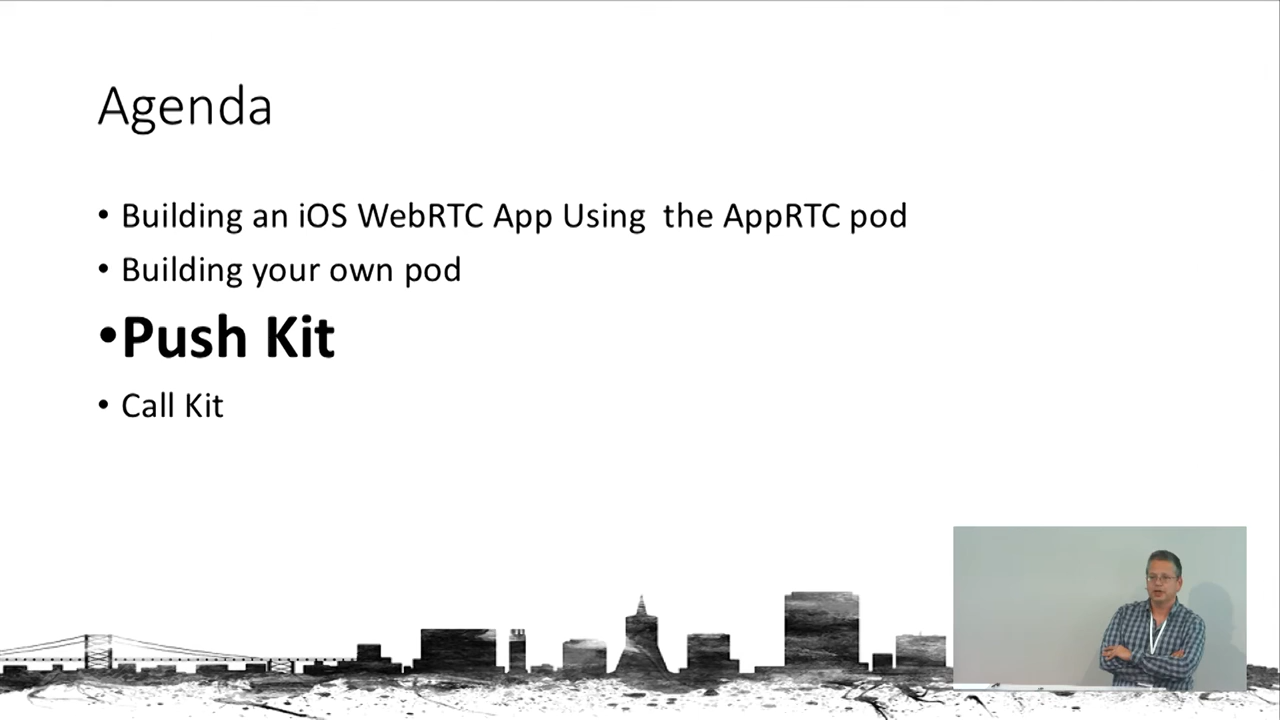 Agenda
• Building an iOS WebRTC App Using  the AppRTC pod
• Building your own pod
•Push Kit
• Call Kit